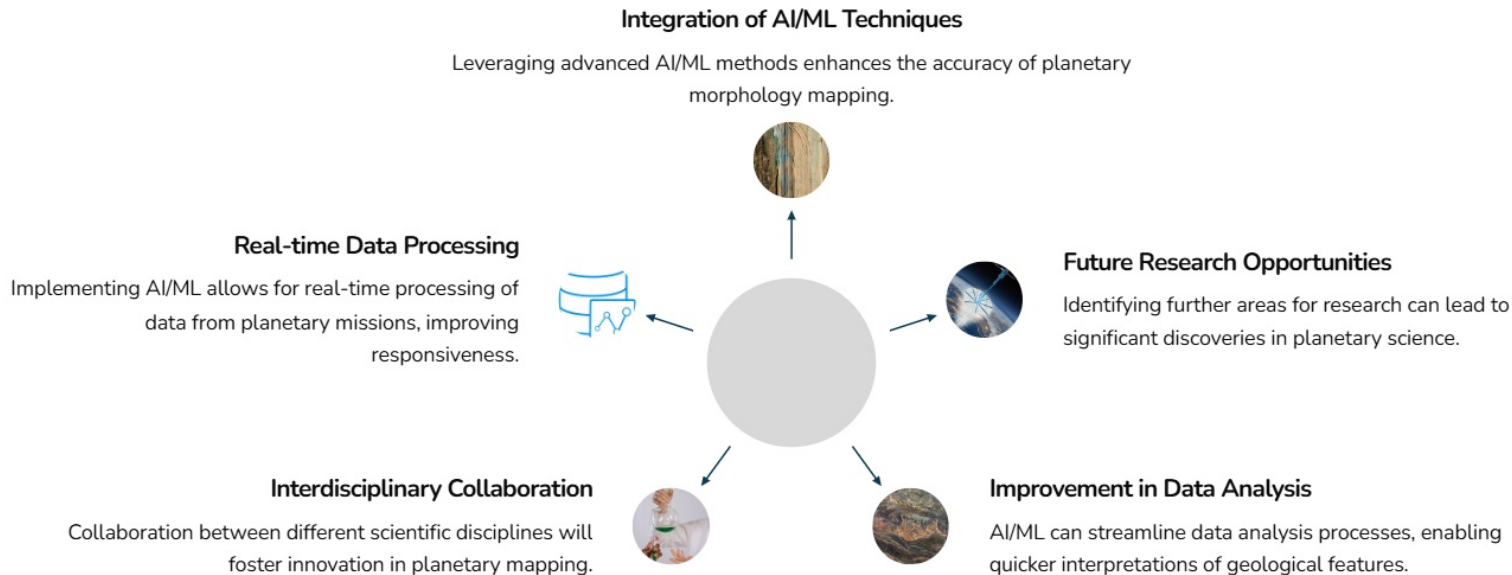 Integration of AI/ML Techniques
Leveraging advanced AI/ML methods enhances the accuracy of planetary
morphology mapping.
Real-time Data Processing
Implementing AI/ML allows for real-time processing of
data from planetary missions, improving
responsiveness.
Future Research Opportunities
Identifying further areas for research can lead to
significant discoveries in planetary science.
Interdisciplinary Collaboration
Collaboration between different scientific disciplines will
foster innovation in planetary mapping.
Improvement in Data Analysis
AI/ML can streamline data analysis processes, enabling
quicker interpretations of geological features.